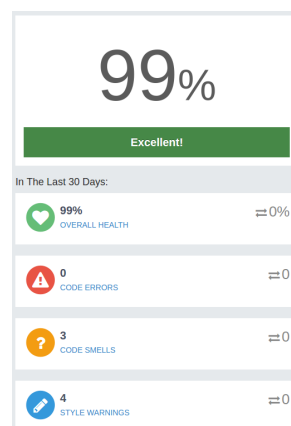 99%
Excellent!
In The Last 30 Days:
99%
OVERALL HEALTH
0%
0
CODE ERRORS
0
3
CODE SMELLS
0
4
STYLE WARNINGS
0